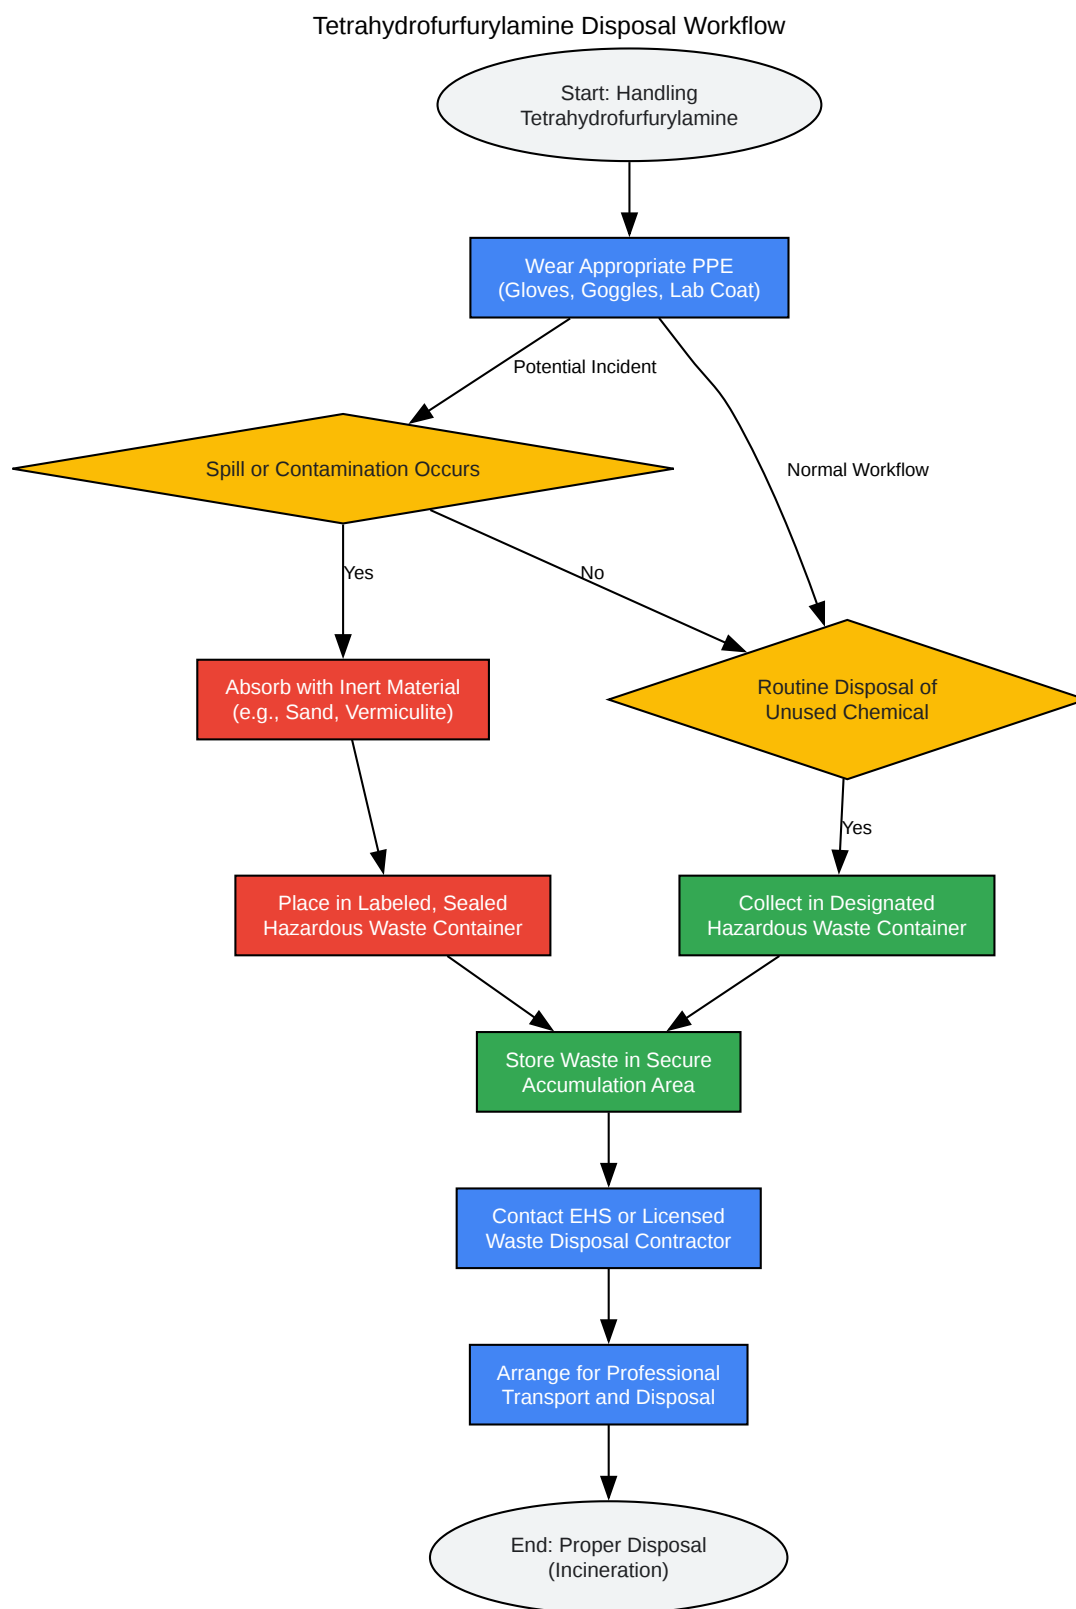 Tetrahydrofurfurylamine Disposal Workflow
Start: Handling
Tetrahydrofurfurylamine
Wear Appropriate PPE
(Gloves, Goggles, Lab Coat)
Potential Incident
Normal Workflow
Spill or Contamination Occurs
Yes
No
Absorb with Inert Material
(e.g., Sand, Vermiculite)
Routine Disposal of
Unused Chemical
Yes
Place in Labeled, Sealed
Hazardous Waste Container
Collect in Designated
Hazardous Waste Container
Store Waste in Secure
Accumulation Area
Contact EHS or Licensed
Waste Disposal Contractor
Arrange for Professional
Transport and Disposal
End: Proper Disposal
(Incineration)